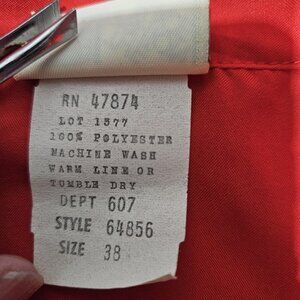 RN 47874
LOT 1577
100% POLYESTER
MACHINE WASH
WARM LINE OR
TUMBLE DRY
DEPT 607
STYLE 64856
SIZE 38